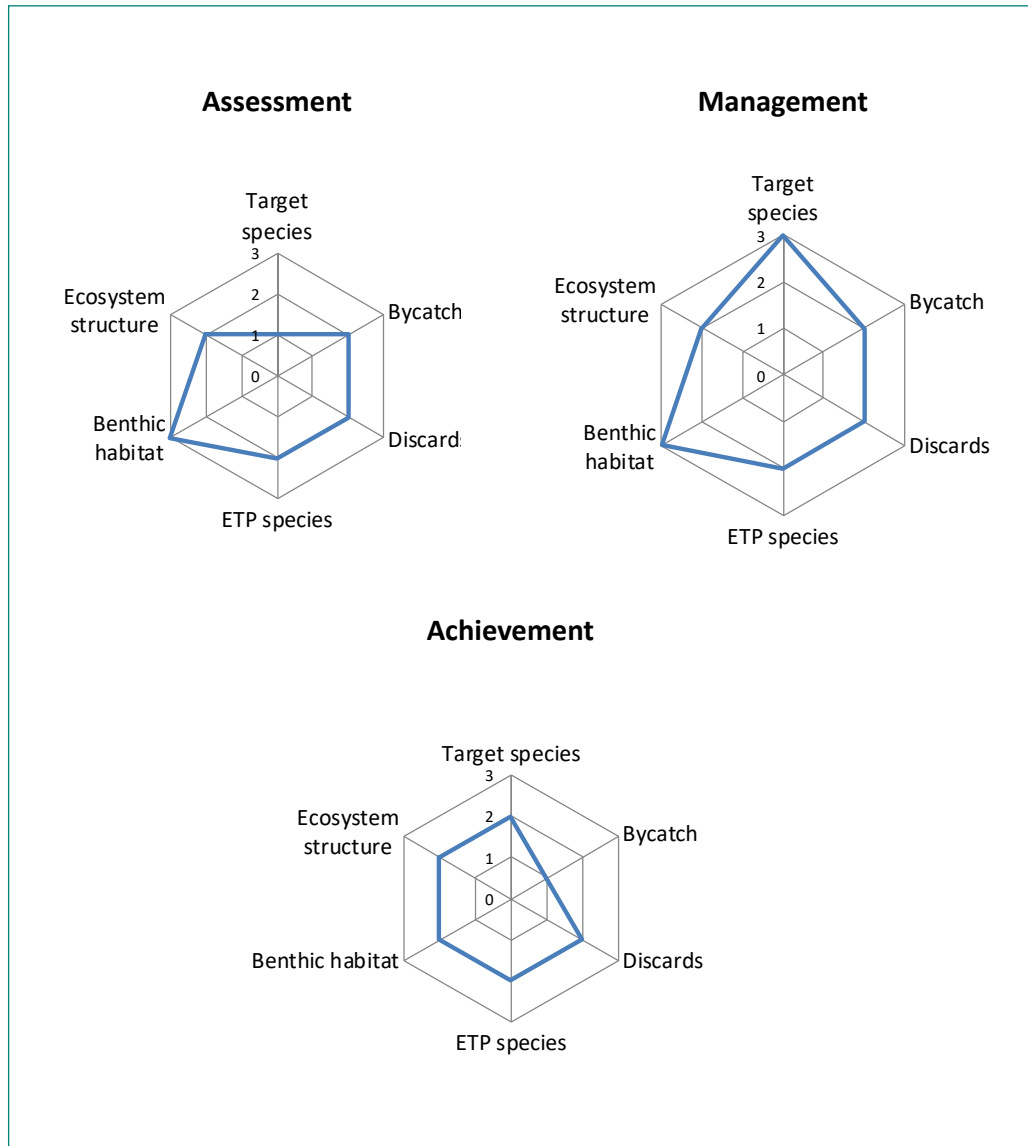 Assessment
Target
species
3
Ecosystem
structure
2
Bycatch
1
0
Benthic
habitat
Discards
ETP species
Management
Target
species
3
Ecosystem
structure
2
Bycatch
1
0
Benthic
habitat
Discards
ETP species
Achievement
Target species
3
Ecosystem
structure
2
Bycatch
1
0
Benthic habitat
Discards
ETP species